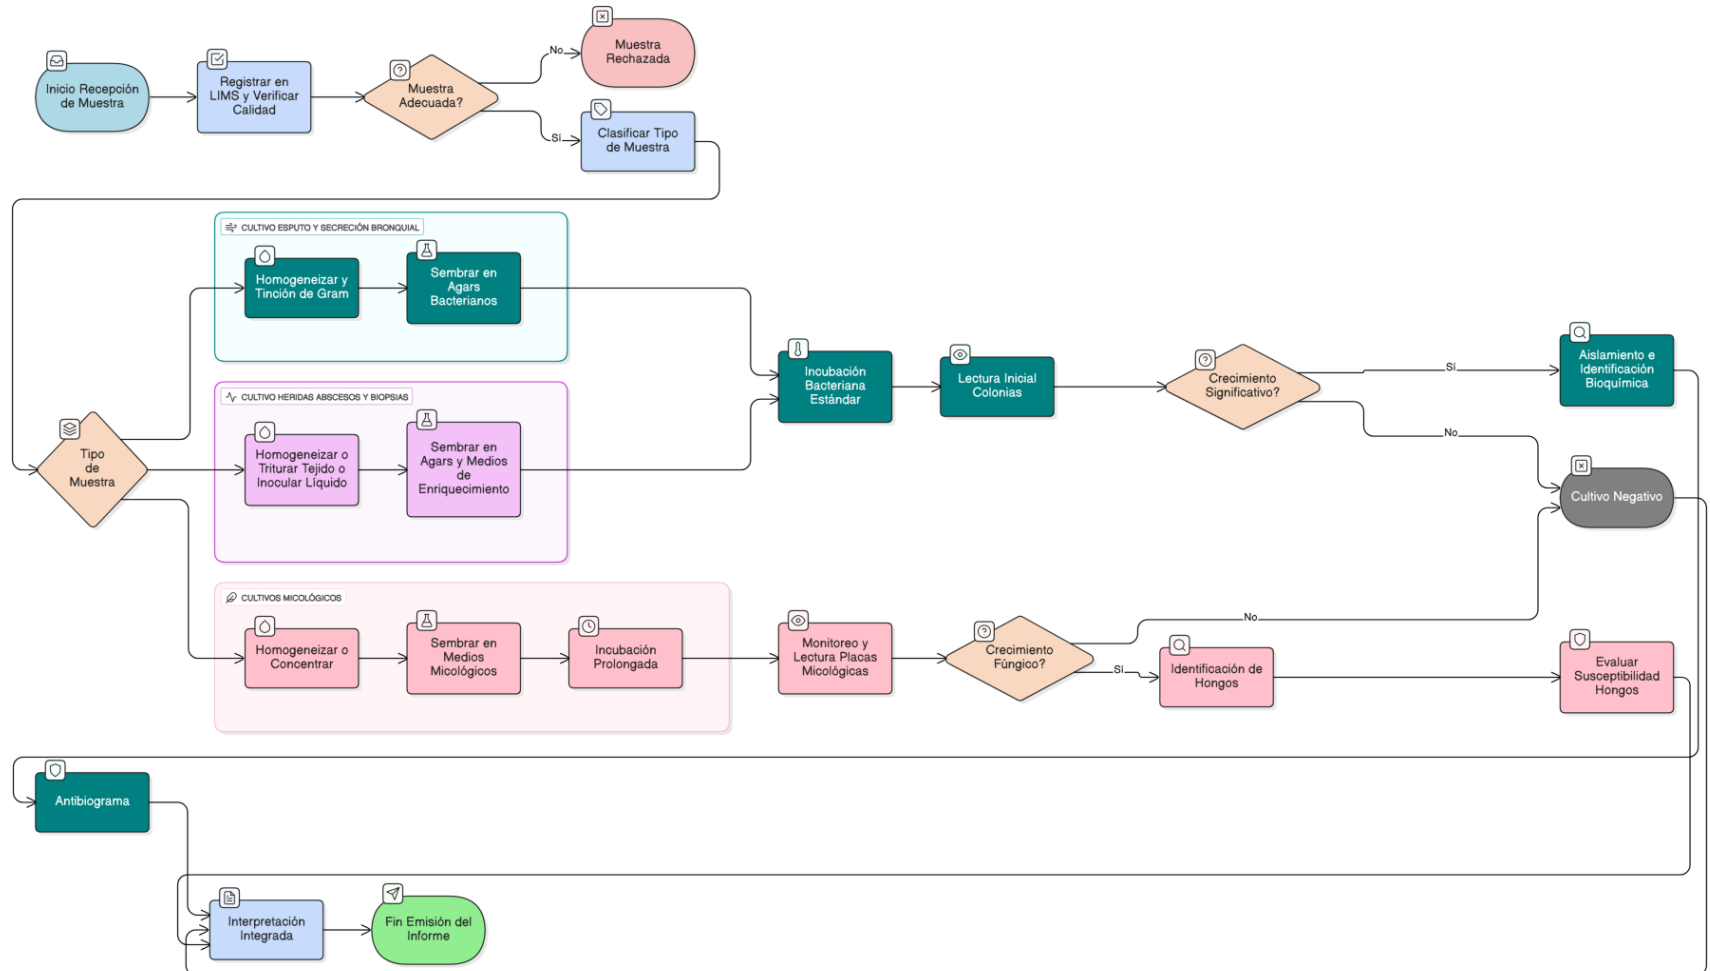 Inicio Recepción
de Muestra
Registrar en
LIMS y Verificar
Calidad
Muestra
Adecuada?
No
Muestra
Rechazada
Sí
Clasificar Tipo
de Muestra
Tipo
de
Muestra
CULTIVO ESPUTO Y SECRECIÓN BRONQUIAL
Homogeneizar y
Tinción de Gram
Sembrar en
Agars
Bacterianos
CULTIVO HERIDAS ABSCESOS Y BIOPSIAS
Homogeneizar o
Triturar Tejido o
Inocular Líquido
Sembrar en
Agars y Medios
de
Enriquecimiento
Incubación
Bacteriana
Estándar
Lectura Inicial
Colonias
Crecimiento
Significativo?
Sí
Aislamiento e
Identificación
Bioquímica
No
Cultivo Negativo
CULTIVOS MICOLÓGICOS
Homogeneizar o
Concentrar
Sembrar en
Medios
Micológicos
Incubación
Prolongada
Monitoreo y
Lectura Placas
Micológicas
Crecimiento
Fúngico?
No
Sí
Identificación de
Hongos
Evaluar
Susceptibilidad
Hongos
Antibiograma
Interpretación
Integrada
Fin Emisión del
Informe